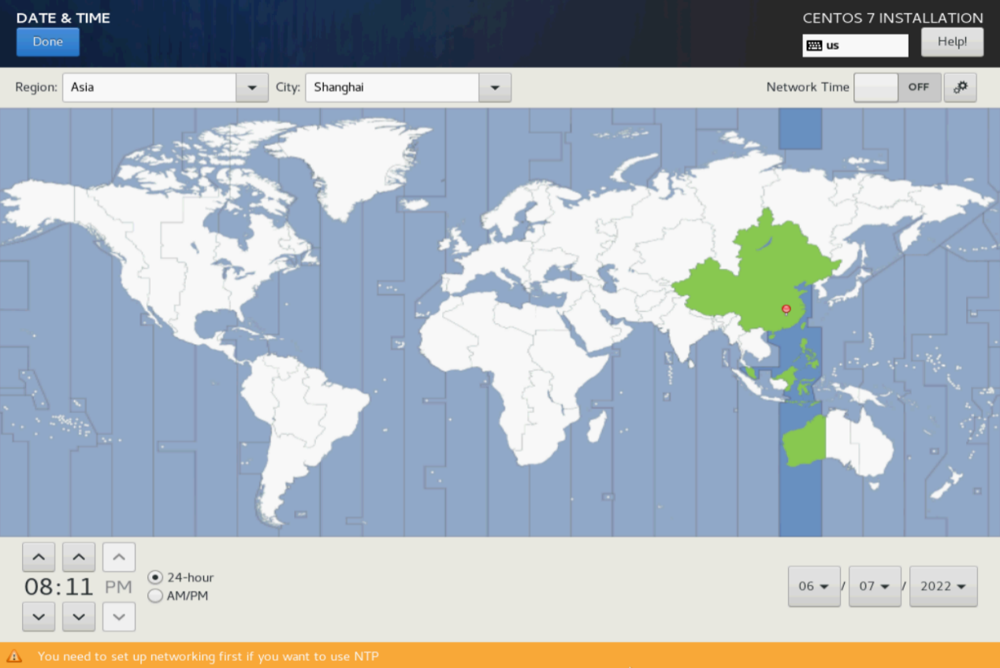 DATE & TIME
CENTOS 7 INSTALLATION
Done
us
Help!
Region: Asia City: Shanghai Network Time OFF
08:11 PM
24-hour
AM/PM
06 / 07 / 2022
You need to set up networking first if you want to use NTP